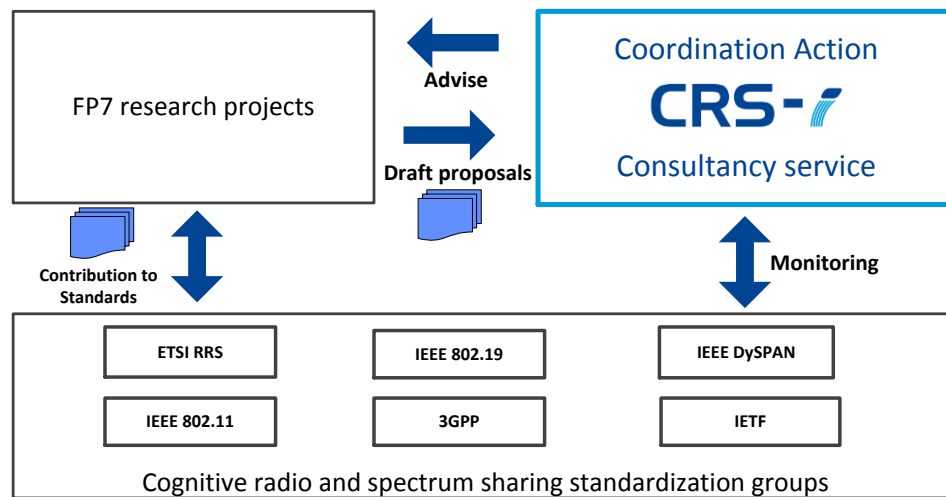 Coordination Action
Advise
CRS-i
FP7 research projects
Draft proposals
Consultancy service
Contribution to
Standards
Monitoring
ETSI RRS
IEEE 802.19
IEEE DySPAN
IEEE 802.11
3GPP
IETF
Cognitive radio and spectrum sharing standardization groups